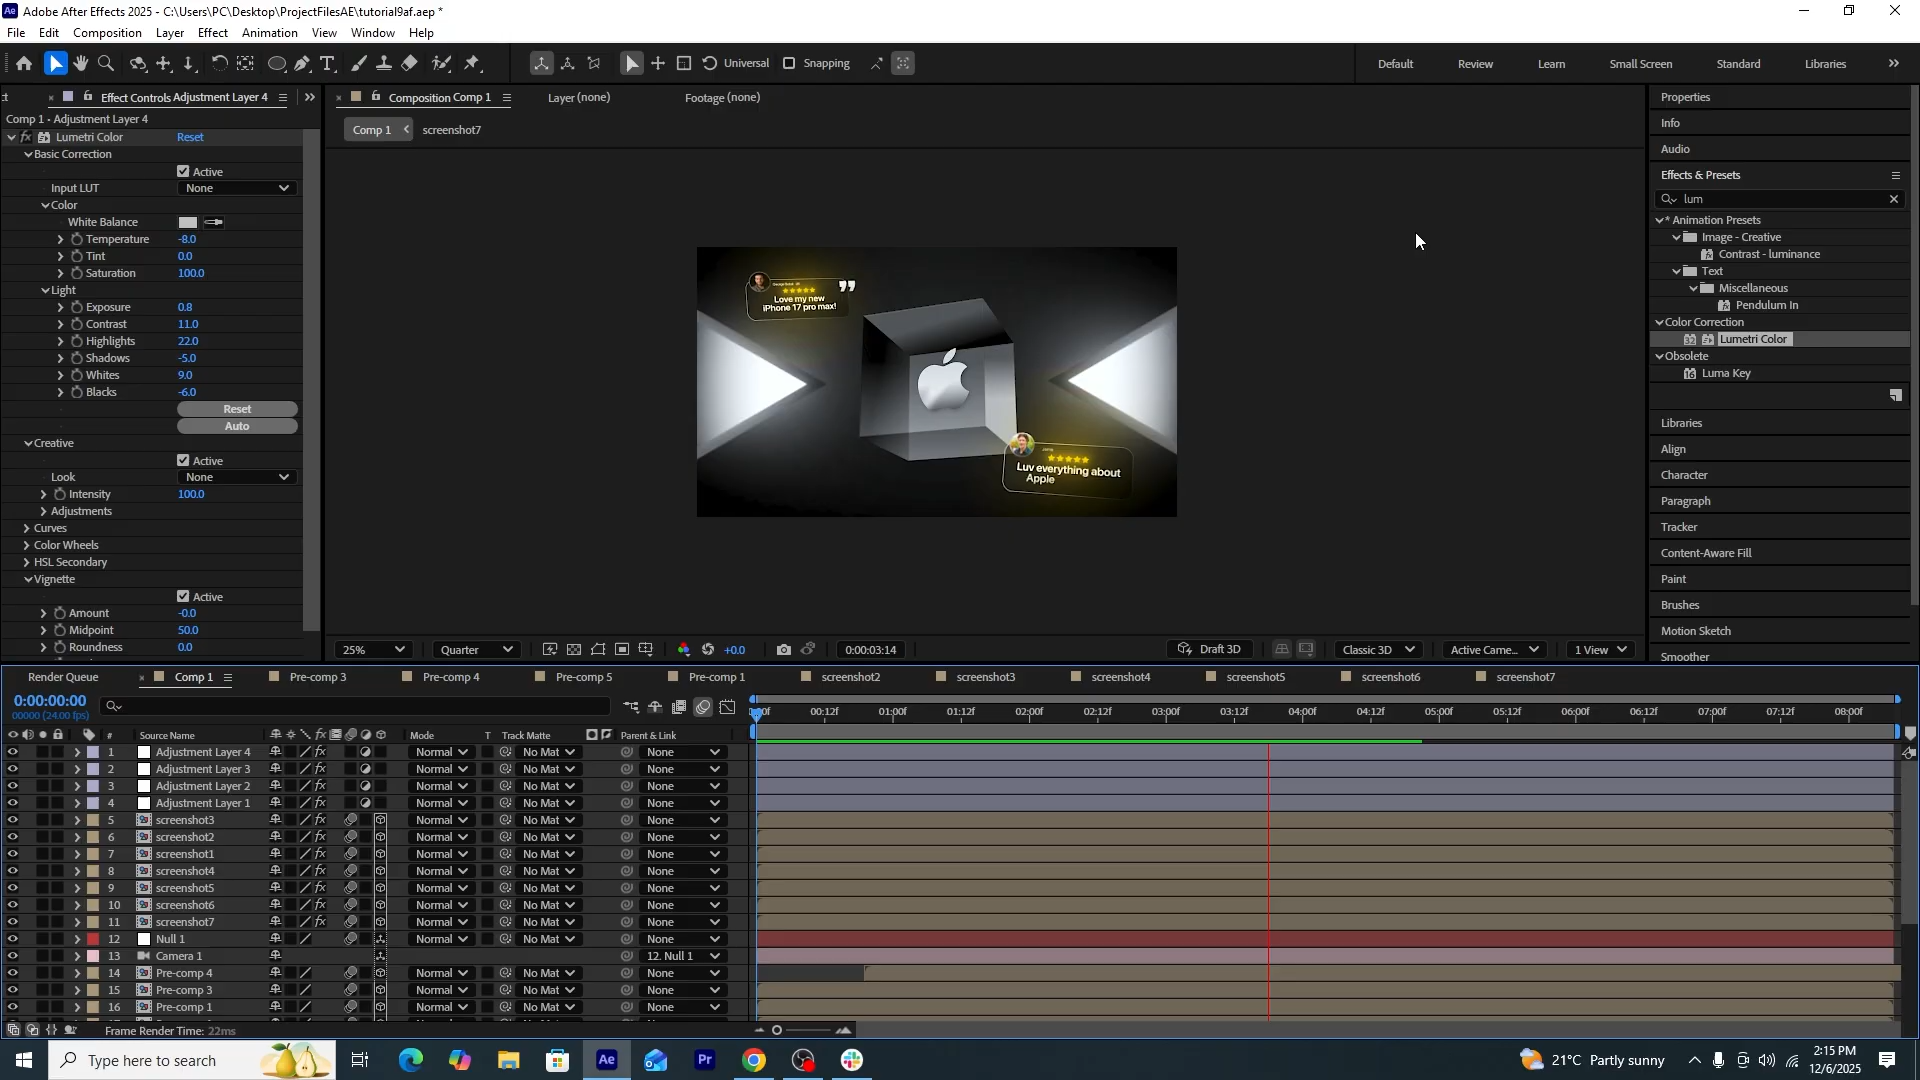 Adobe After Effects 2025 - C:\Users\PC\Desktop\ProjectFilesAE\tutorial9af.aep *
File Edit Composition Layer Effect Animation View Window Help
Universal Snapping Default Review Learn Small Screen Standard Libraries
Effect Controls Adjustment Layer 4
Comp 1 - Adjustment Layer 4
Lumetri Color Reset
Basic Correction
Active
Input LUT None
Color
White Balance
Temperature -8.0
Tint 0.0
Saturation 100.0
Light
Exposure 0.8
Contrast 11.0
Highlights 22.0
Shadows -5.0
Whites 9.0
Blacks -6.0
Reset
Auto
Creative
Active
Look None
Intensity 100.0
Adjustments
Curves
Color Wheels
HSL Secondary
Vignette
Active
Amount -0.0
Midpoint 50.0
Roundness 0.0
Composition Comp 1 Layer (none) Footage (none)
Comp 1 screenshot7
Love my new
iPhone 17 pro max!
Luv everything about
Apple
25% Quarter +0.0 0:00:03:14 Draft 3D Classic 3D Active Came... 1 View
Properties
Info
Audio
Effects & Presets
lum
* Animation Presets
Image - Creative
Contrast - luminance
Text
Miscellaneous
Pendulum In
Color Correction
32 Lumetri Color
Obsolete
16 Luma Key
Libraries
Align
Character
Paragraph
Tracker
Content-Aware Fill
Paint
Brushes
Motion Sketch
Smoother
Render Queue Comp 1 Pre-comp 3 Pre-comp 4 Pre-comp 5 Pre-comp 1 screenshot2 screenshot3 screenshot4 screenshot5 screenshot6 screenshot7
0:00:00:00
00000 (24.00 fps)
00f 00:12f 01:00f 01:12f 02:00f 02:12f 03:00f 03:12f 04:00f 04:12f 05:00f 05:12f 06:00f 06:12f 07:00f 07:12f 08:00f
# Source Name fx Mode T Track Matte Parent & Link
1 Adjustment Layer 4 fx Normal No Mat None
2 Adjustment Layer 3 fx Normal No Mat None
3 Adjustment Layer 2 fx Normal No Mat None
4 Adjustment Layer 1 fx Normal No Mat None
5 screenshot3 fx Normal No Mat None
6 screenshot2 fx Normal No Mat None
7 screenshot1 fx Normal No Mat None
8 screenshot4 fx Normal No Mat None
9 screenshot5 fx Normal No Mat None
10 screenshot6 fx Normal No Mat None
11 screenshot7 fx Normal No Mat None
12 Null 1 Normal No Mat None
13 Camera 1 12. Null 1
14 Pre-comp 4 Normal No Mat None
15 Pre-comp 3 Normal No Mat None
16 Pre-comp 1 Normal No Mat None
Frame Render Time: 22ms
Type here to search Ae Pr 21°C Partly sunny
2:15 PM
12/6/2025